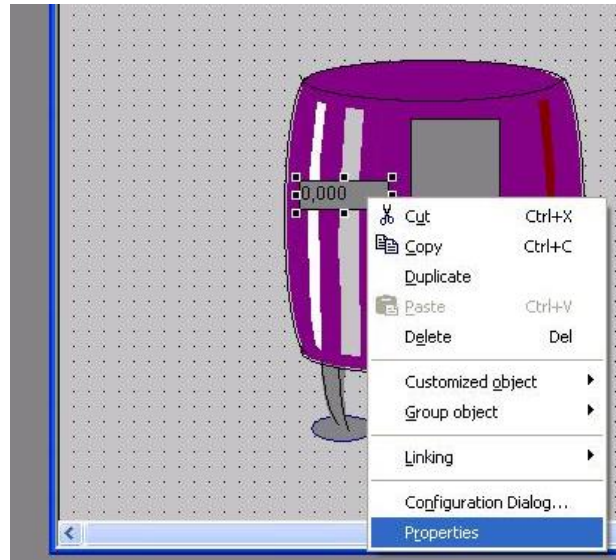 0,000
Cut Ctrl+X
Copy Ctrl+C
Duplicate
Paste Ctrl+V
Delete Del
Customized object
Group object
Linking
Configuration Dialog...
Properties